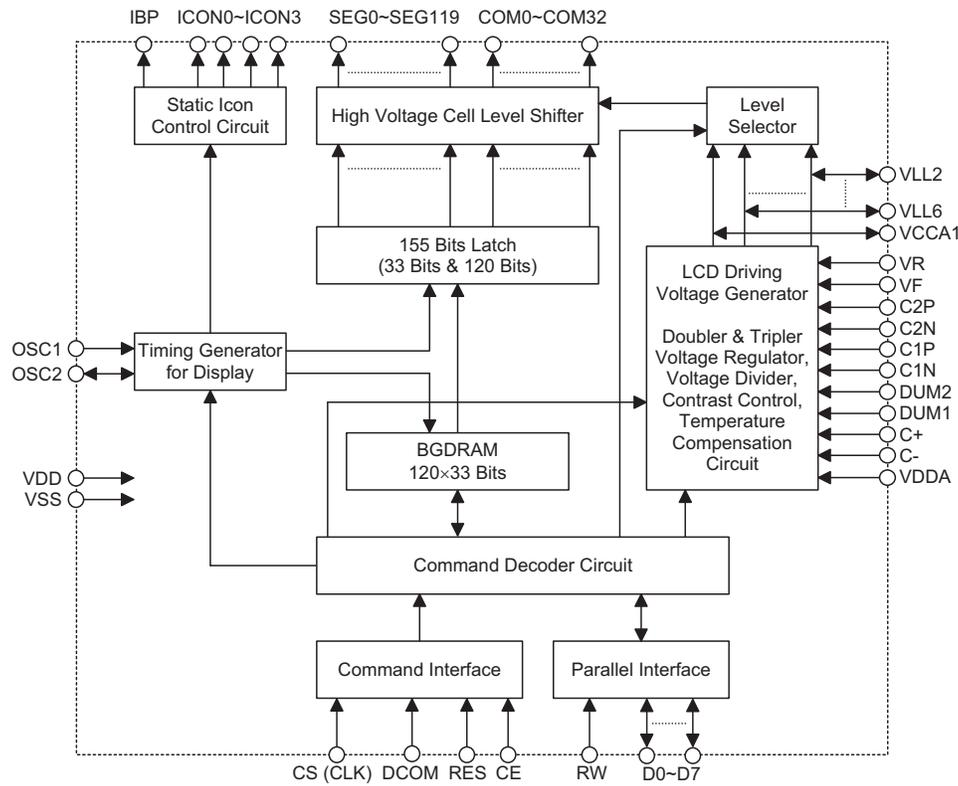 IBP ICON0~ICON3 SEG0~SEG119 COM0~COM32
Static Icon
Control Circuit
High Voltage Cell Level Shifter
Level
Selector
VLL2
VLL6
VCCA1
155 Bits Latch
(33 Bits & 120 Bits)
LCD Driving
Voltage Generator
Doubler & Tripler
Voltage Regulator,
Voltage Divider,
Contrast Control,
Temperature
Compensation
Circuit
VR
VF
C2P
C2N
C1P
C1N
DUM2
DUM1
C+
C-
VDDA
OSC1
OSC2
Timing Generator
for Display
BGDRAM
120×33 Bits
VDD
VSS
Command Decoder Circuit
Command Interface
Parallel Interface
CS (CLK) DCOM RES CE RW D0~D7